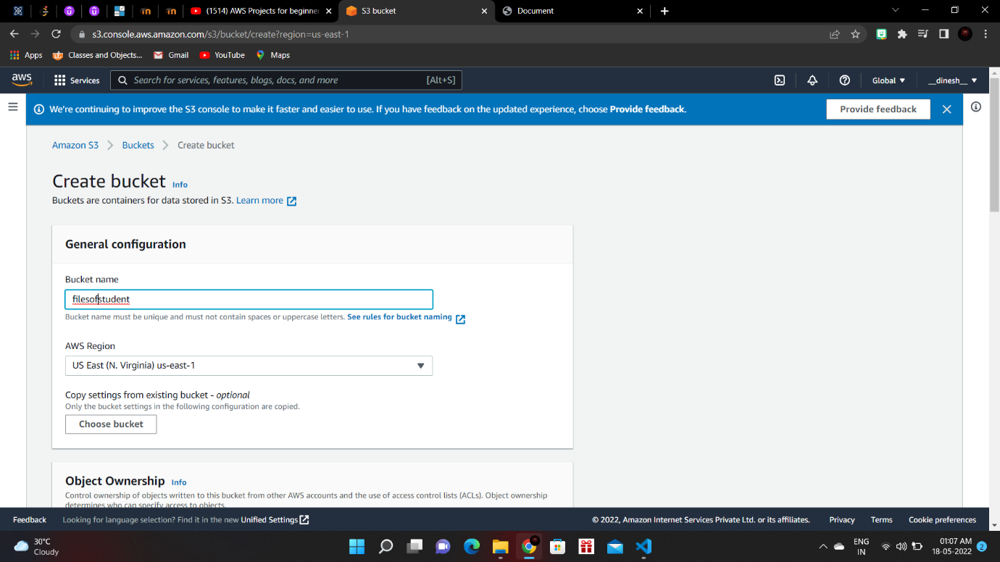 (1514) AWS Projects for beginner
S3 bucket
Document
s3.console.aws.amazon.com/s3/bucket/create?region=us-east-1
Apps
Classes and Objects...
Gmail
YouTube
Maps
aws
Services
Search for services, features, blogs, docs, and more
[Alt+S]
Global
__dinesh__
We're continuing to improve the S3 console to make it faster and easier to use. If you have feedback on the updated experience, choose Provide feedback.
Provide feedback
Amazon S3
Buckets
Create bucket
Create bucket Info
Buckets are containers for data stored in S3. Learn more
General configuration
Bucket name
filesofstudent
Bucket name must be unique and must not contain spaces or uppercase letters. See rules for bucket naming
AWS Region
US East (N. Virginia) us-east-1
Copy settings from existing bucket - optional
Only the bucket settings in the following configuration are copied.
Choose bucket
Object Ownership Info
Control ownership of objects written to this bucket from other AWS accounts and the use of access control lists (ACLs). Object ownership
determines who can specify access to objects.
Feedback
Looking for language selection? Find it in the new Unified Settings
© 2022, Amazon Internet Services Private Ltd. or its affiliates.
Privacy
Terms
Cookie preferences
30°C
Cloudy
ENG
IN
01:07 AM
18-05-2022
2